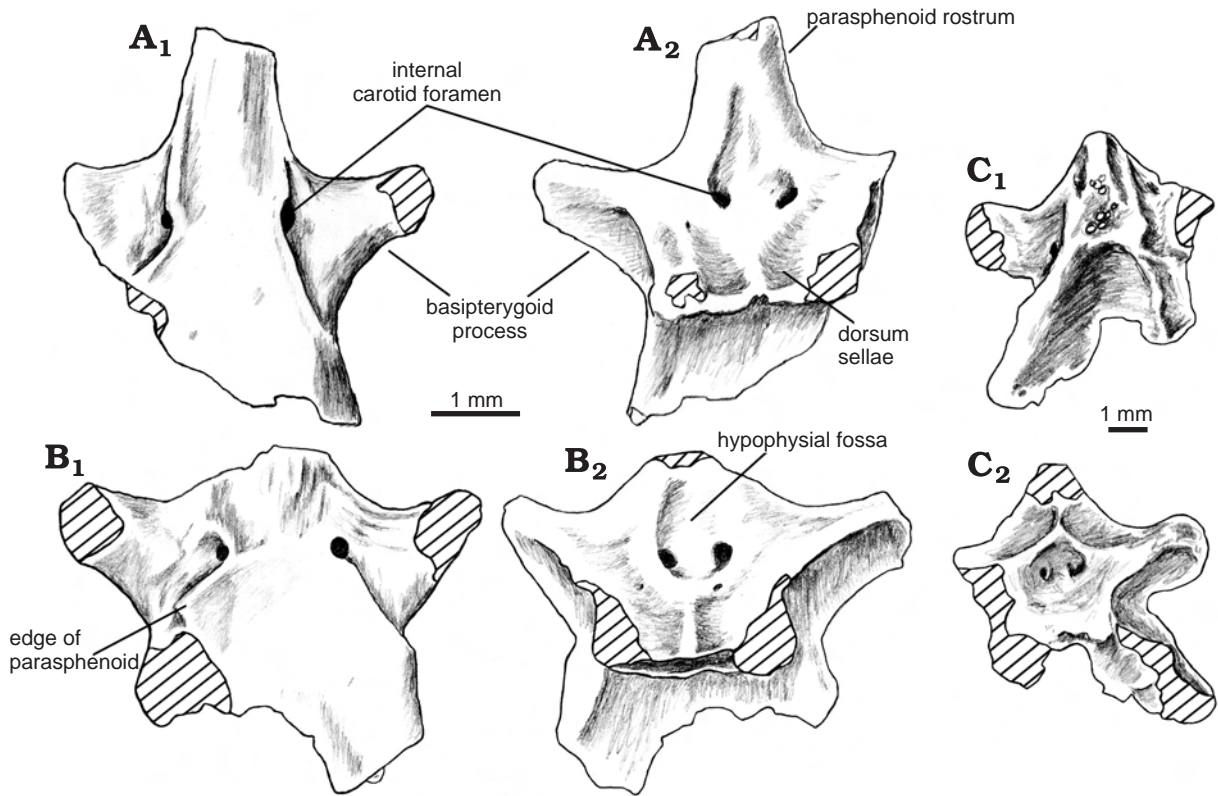 A1
A2
parasphenoid rostrum
internal
carotid foramen
C1
basipterygoid
process
dorsum
sellae
1 mm
1 mm
B1
B2
hypophysial fossa
C2
edge of
parasphenoid